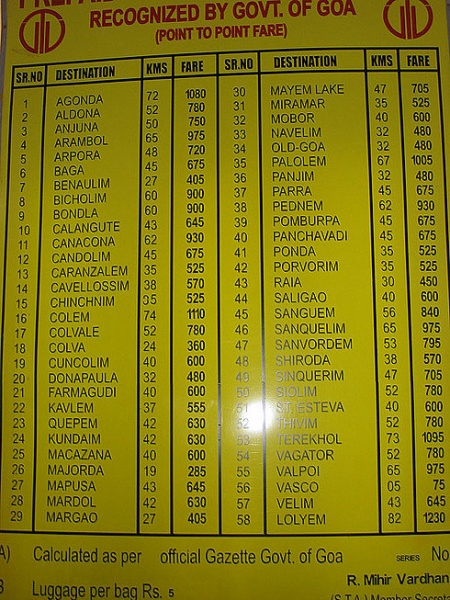 RECOGNIZED BY GOVT. OF GOA
(POINT TO POINT FARE)
SR.NO DESTINATION KMS FARE
1 AGONDA 72 1080
2 ALDONA 52 780
3 ANJUNA 50 750
4 ARAMBOL 65 975
5 ARPORA 48 720
6 BAGA 45 675
7 BENAULIM 27 405
8 BICHOLIM 60 900
9 BONDLA 60 900
10 CALANGUTE 43 645
11 CANACONA 62 930
12 CANDOLIM 45 675
13 CARANZALEM 35 525
14 CAVELLOSSIM 38 570
15 CHINCHNIM 35 525
16 COLEM 74 1110
17 COLVALE 52 780
18 COLVA 24 360
19 CUNCOLIM 40 600
20 DONAPAULA 32 480
21 FARMAGUDI 40 600
22 KAVLEM 37 555
23 QUEPEM 42 630
24 KUNDAIM 42 630
25 MACAZANA 40 600
26 MAJORDA 19 285
27 MAPUSA 43 645
28 MARDOL 42 630
29 MARGAO 27 405
SR.NO DESTINATION KMS FARE
30 MAYEM LAKE 47 705
31 MIRAMAR 35 525
32 MOBOR 40 600
33 NAVELIM 32 480
34 OLD-GOA 32 480
35 PALOLEM 67 1005
36 PANJIM 32 480
37 PARRA 45 675
38 PEDNEM 62 930
39 POMBURPA 45 675
40 PANCHAVADI 45 675
41 PONDA 35 525
42 PORVORIM 35 525
43 RAIA 30 450
44 SALIGAO 40 600
45 SANGUEM 56 840
46 SANQUELIM 65 975
47 SANVORDEM 53 795
48 SHIRODA 38 570
49 SINQUERIM 47 705
50 SIOLIM 52 780
51 ST.ESTEVA 40 600
52 THIVIM 52 780
53 TEREKHOL 73 1095
54 VAGATOR 52 780
55 VALPOI 65 975
56 VASCO 05 75
57 VELIM 43 645
58 LOLYEM 82 1230
A) Calculated as per official Gazette Govt. of Goa SERIES No
B Luggage per bag Rs. 5
R. Mihir Vardhan
(S.T.A.) Member